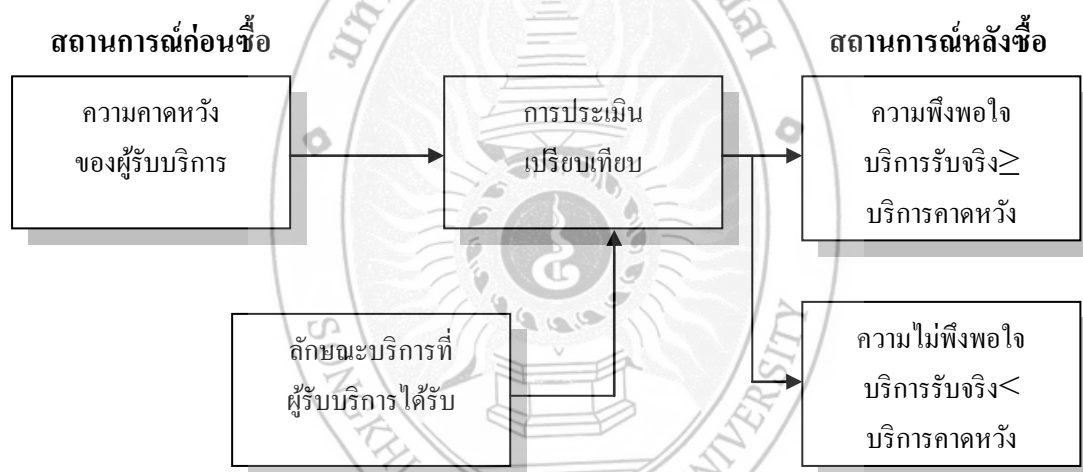 สถานการณ์ก่อนซื้อ
สถานการณ์หลังซื้อ
ความคาดหวัง
ของผู้รับบริการ
การประเมิน
เปรียบเทียบ
ความพึงพอใจ
บริการรับจริง≥
บริการคาดหวัง
ลักษณะบริการที่
ผู้รับบริการได้รับ
ความไม่พึงพอใจ
บริการรับจริง<
บริการคาดหวัง